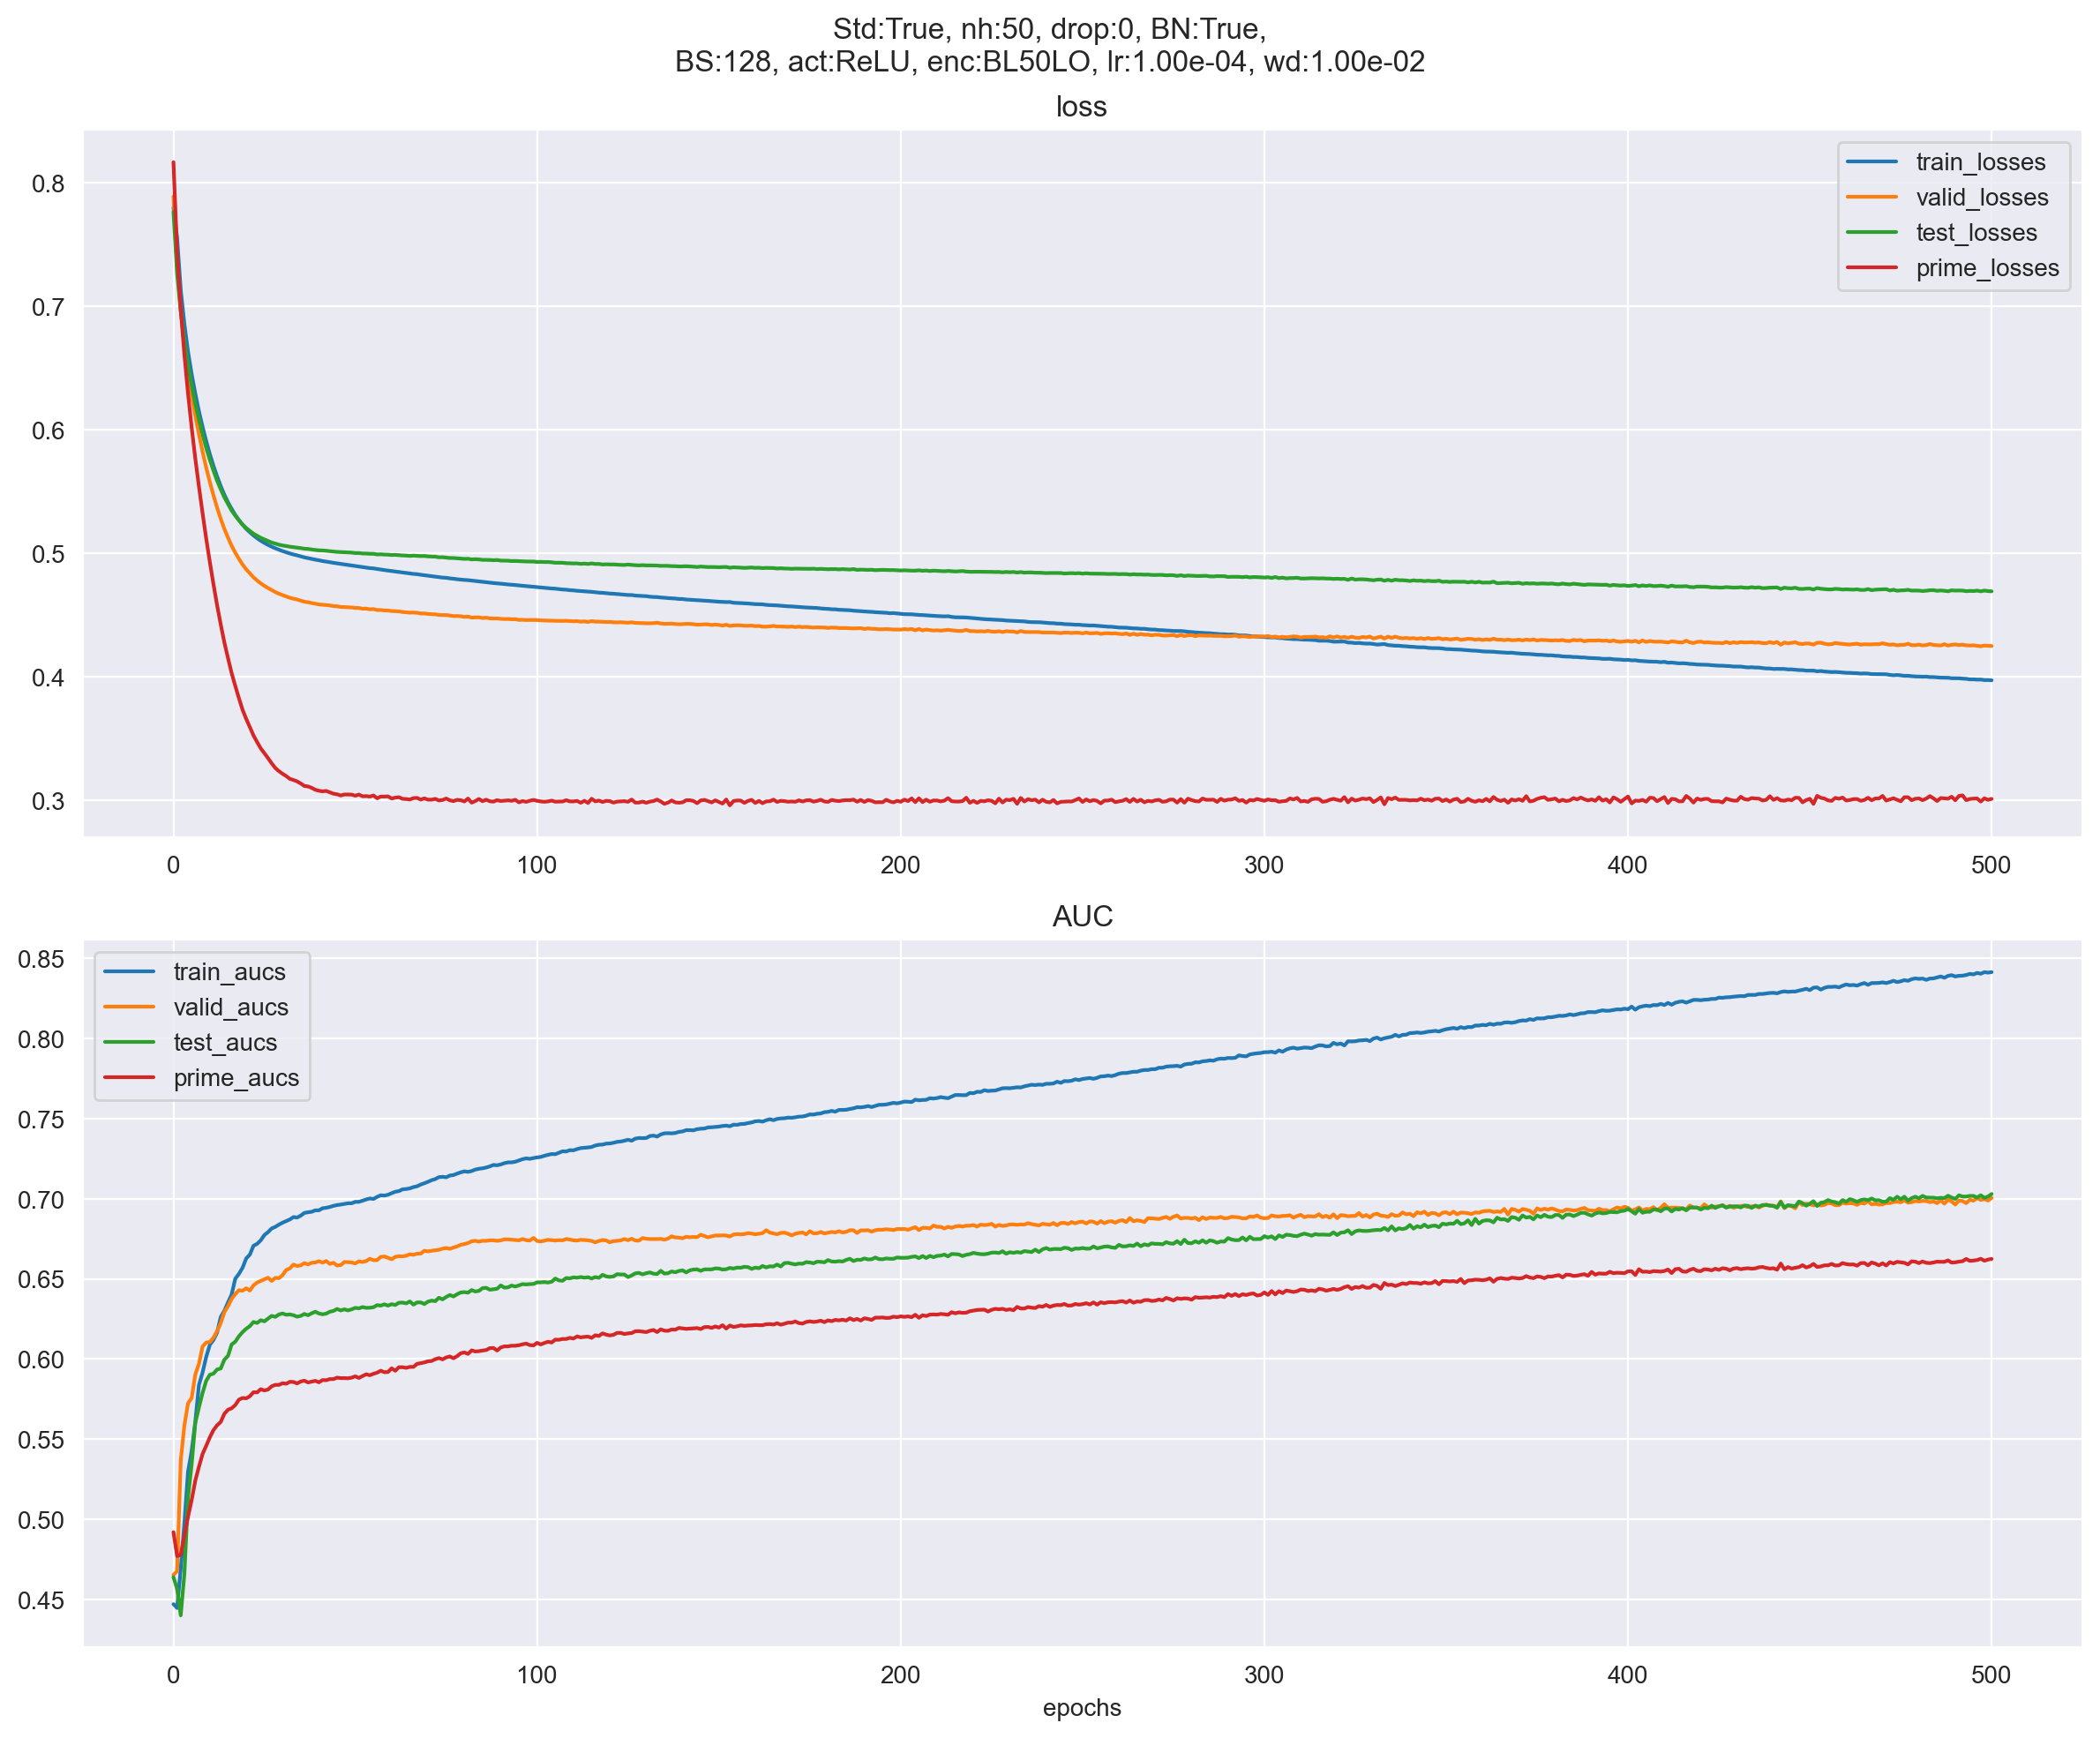 Std:True, nh:50, drop:0, BN:True,
BS:128, act:ReLU, enc:BL50LO, lr:1.00e-04, wd:1.00e-02
loss
0.8
0.7
0.6
0.5
0.4
0.3
train_losses
valid_losses
test_losses
prime_losses
0 100 200 300 400 500
AUC
0.85
0.80
0.75
0.70
0.65
0.60
0.55
0.50
0.45
train_aucs
valid_aucs
test_aucs
prime_aucs
0 100 200 300 400 500
epochs